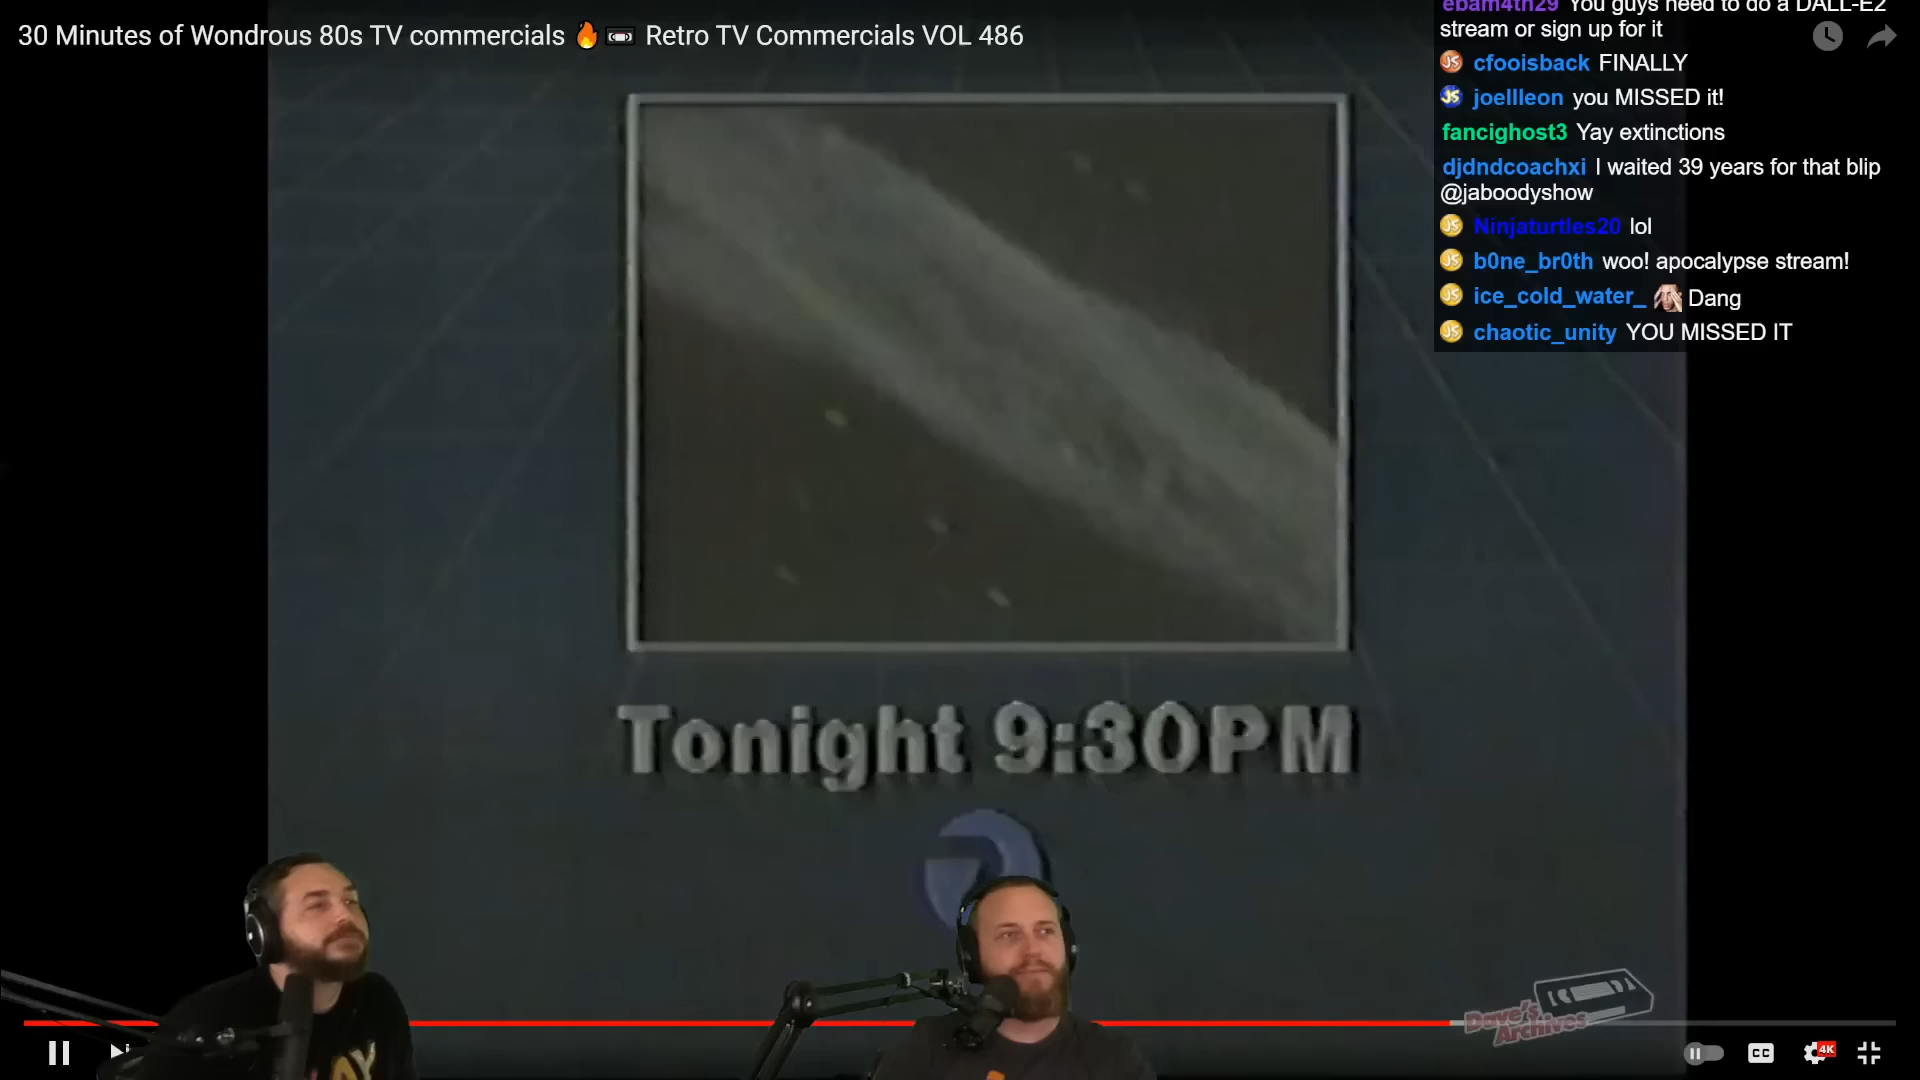 30 Minutes of Wondrous 80s TV commercials 🔥📼 Retro TV Commercials VOL 486
ebam4th29 You guys need to do a DALL-E2
stream or sign up for it
cfooisback FINALLY
joellleon you MISSED it!
fancighost3 Yay extinctions
djdndcoachxi I waited 39 years for that blip
@jaboodyshow
Ninjaturtles20 lol
b0ne_br0th woo! apocalypse stream!
ice_cold_water_ Dang
chaotic_unity YOU MISSED IT
Tonight 9:30PM
Dave's
Archives
CC
4K